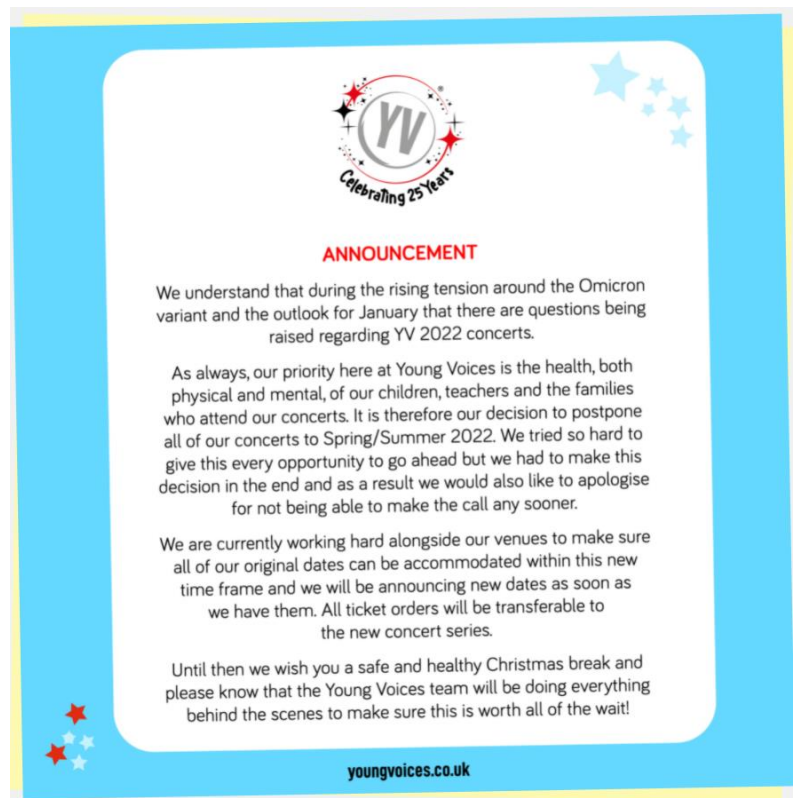 YV
®
Celebrating 25 Years
ANNOUNCEMENT
We understand that during the rising tension around the Omicron
variant and the outlook for January that there are questions being
raised regarding YV 2022 concerts.
As always, our priority here at Young Voices is the health, both
physical and mental, of our children, teachers and the families
who attend our concerts. It is therefore our decision to postpone
all of our concerts to Spring/Summer 2022. We tried so hard to
give this every opportunity to go ahead but we had to make this
decision in the end and as a result we would also like to apologise
for not being able to make the call any sooner.
We are currently working hard alongside our venues to make sure
all of our original dates can be accommodated within this new
time frame and we will be announcing new dates as soon as
we have them. All ticket orders will be transferable to
the new concert series.
Until then we wish you a safe and healthy Christmas break and
please know that the Young Voices team will be doing everything
behind the scenes to make sure this is worth all of the wait!
youngvoices.co.uk